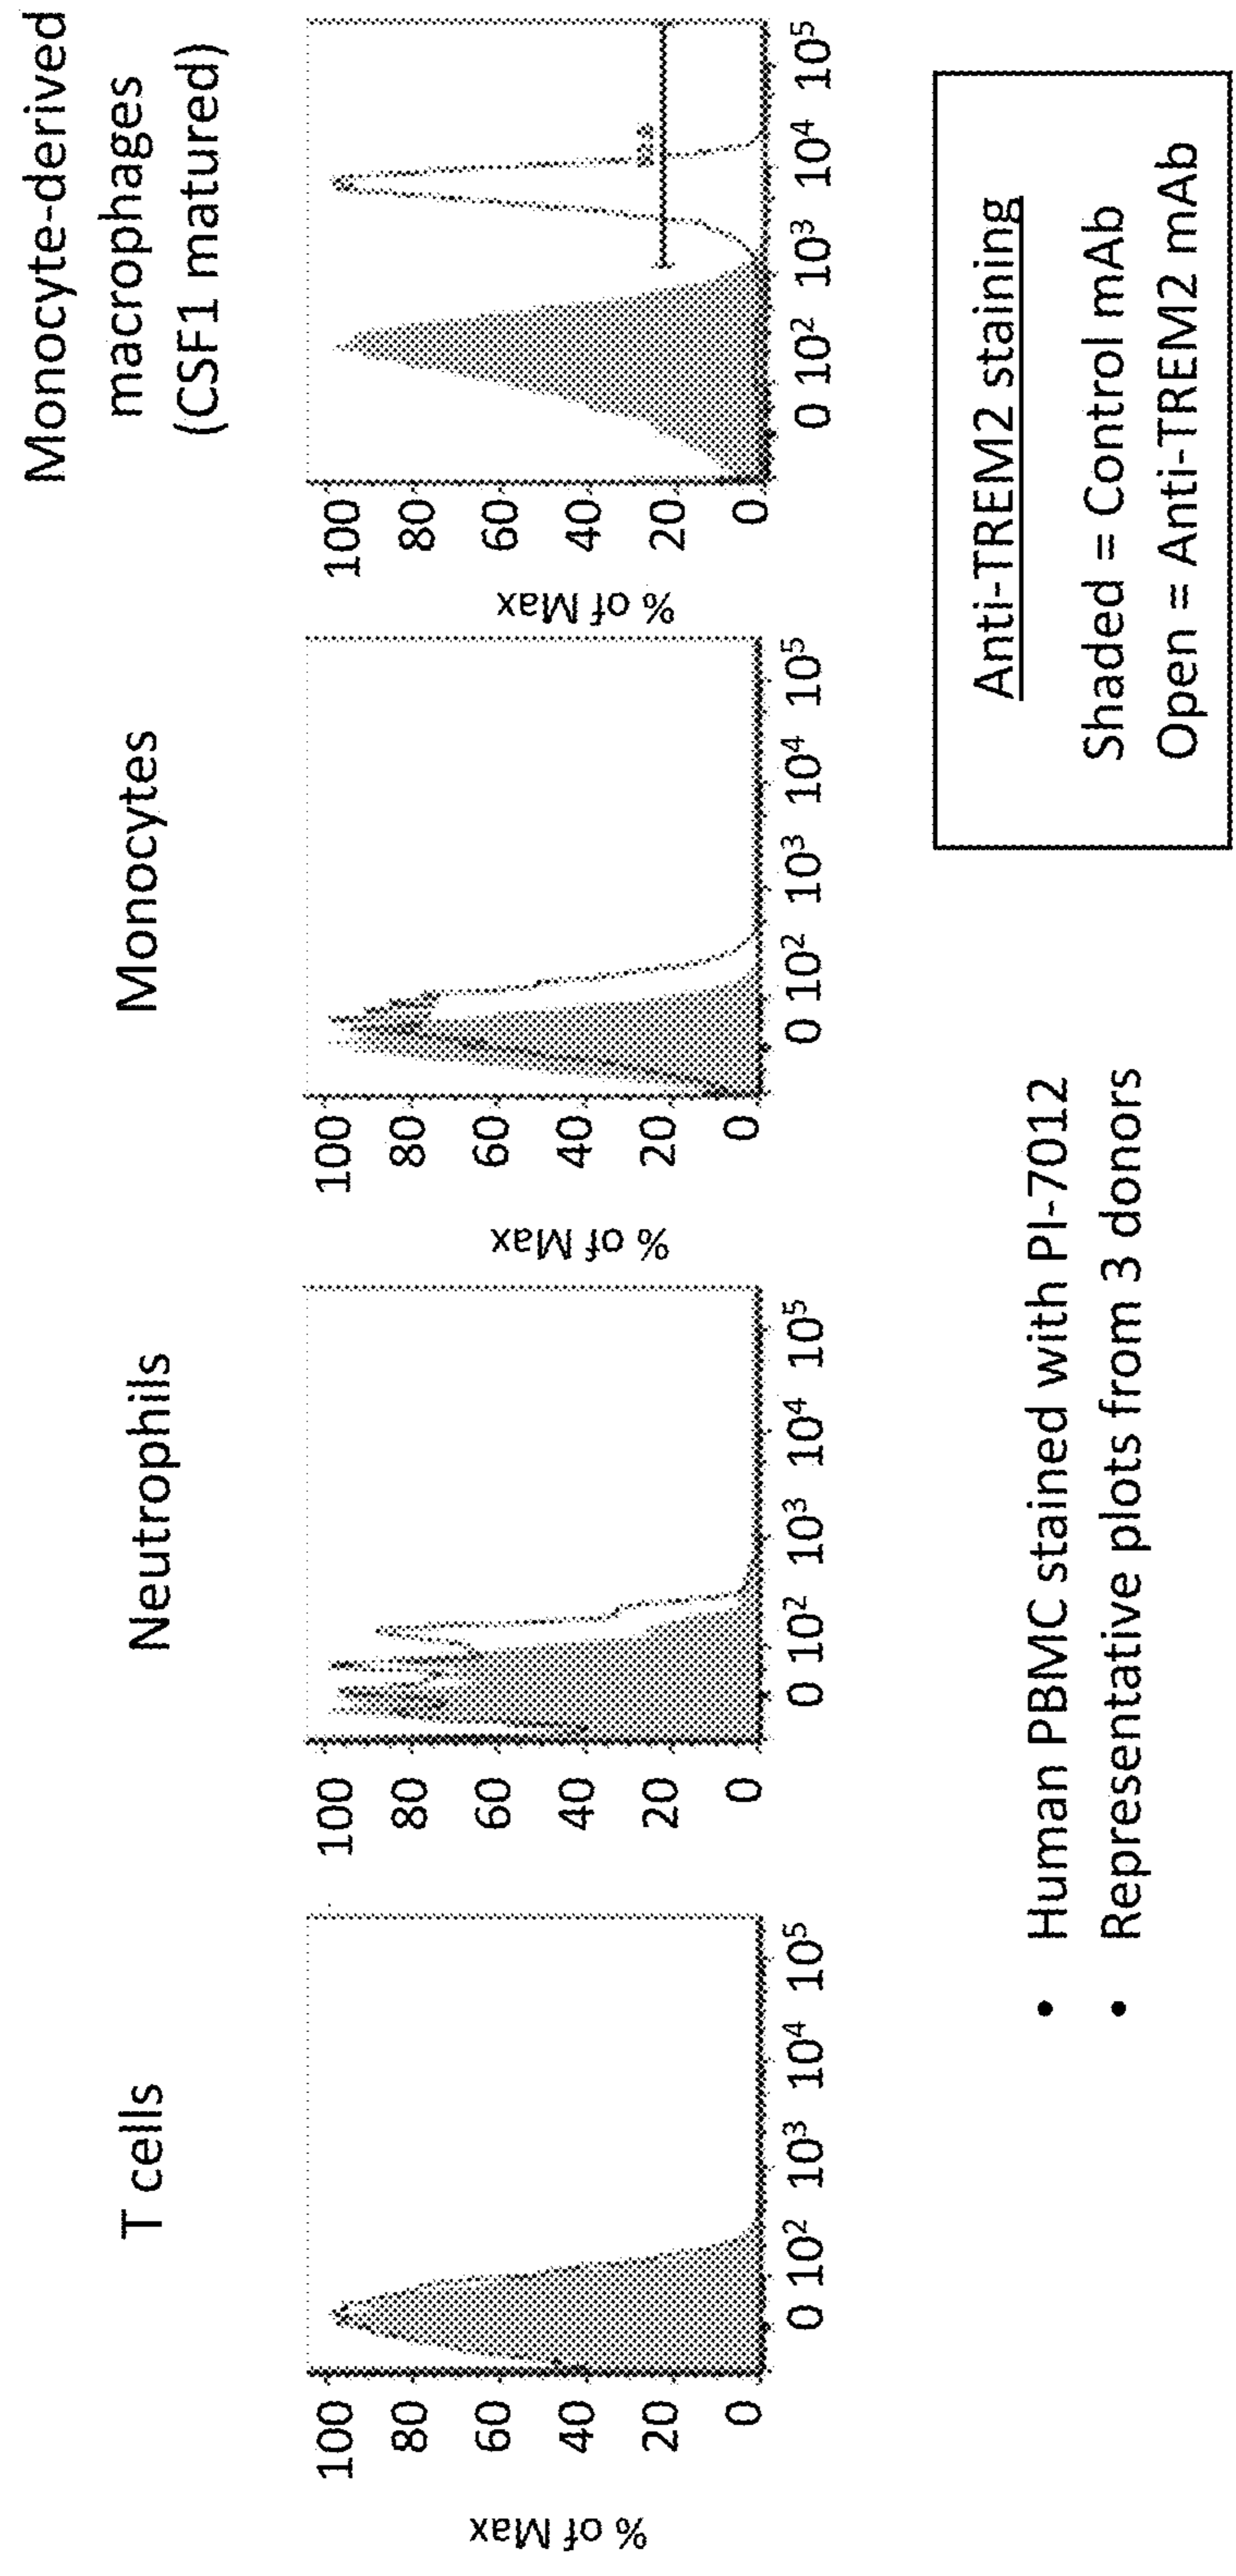 T cells
Neutrophils
Monocytes
Monocyte-derived
macrophages
(CSF1 matured)
% of Max
100
80
60
40
20
0
0 10² 10³ 10⁴ 10⁵
100
80
60
40
20
0
0 10² 10³ 10⁴ 10⁵
% of Max
100
80
60
40
20
0
0 10² 10³ 10⁴ 10⁵
% of Max
100
80
60
40
20
0
0 10² 10³ 10⁴ 10⁵
• Human PBMC stained with PI-7012
• Representative plots from 3 donors
Anti-TREM2 staining
Shaded = Control mAb
Open = Anti-TREM2 mAb